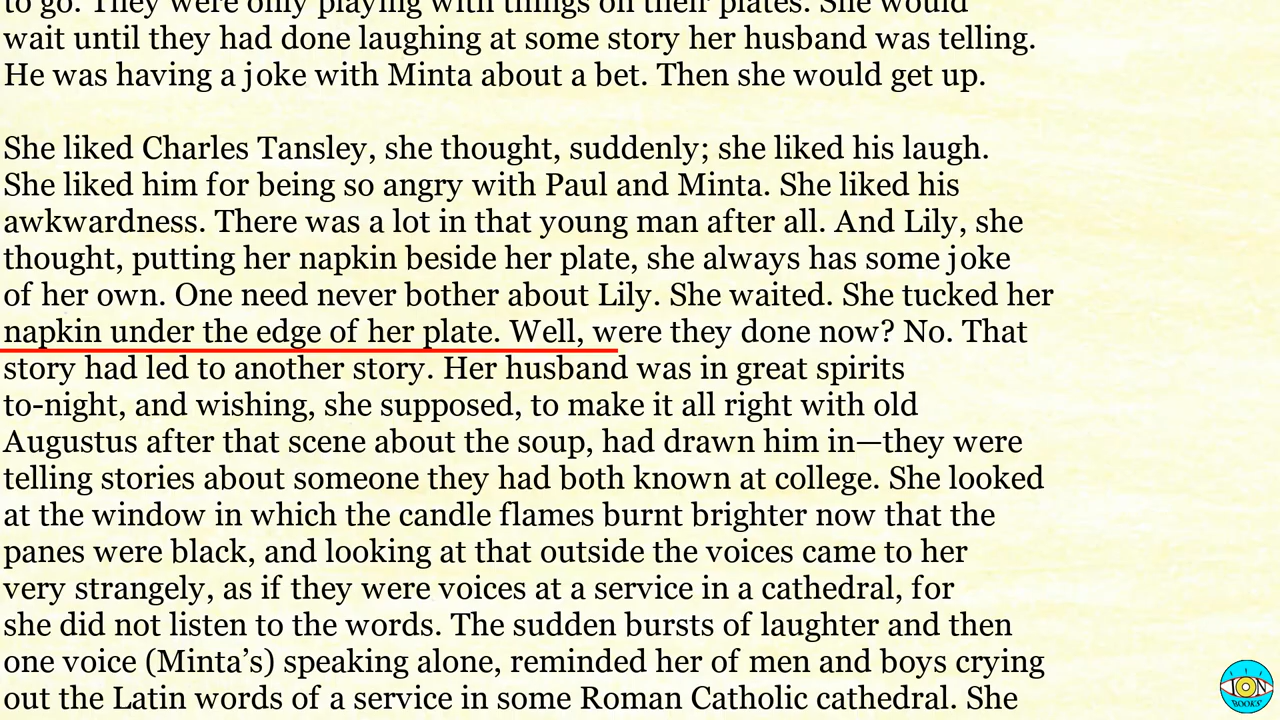 to go. They were only playing with things on their plates. She would
wait until they had done laughing at some story her husband was telling.
He was having a joke with Minta about a bet. Then she would get up.
She liked Charles Tansley, she thought, suddenly; she liked his laugh.
She liked him for being so angry with Paul and Minta. She liked his
awkwardness. There was a lot in that young man after all. And Lily, she
thought, putting her napkin beside her plate, she always has some joke
of her own. One need never bother about Lily. She waited. She tucked her
napkin under the edge of her plate. Well, were they done now? No. That
story had led to another story. Her husband was in great spirits
to-night, and wishing, she supposed, to make it all right with old
Augustus after that scene about the soup, had drawn him in—they were
telling stories about someone they had both known at college. She looked
at the window in which the candle flames burnt brighter now that the
panes were black, and looking at that outside the voices came to her
very strangely, as if they were voices at a service in a cathedral, for
she did not listen to the words. The sudden bursts of laughter and then
one voice (Minta’s) speaking alone, reminded her of men and boys crying
out the Latin words of a service in some Roman Catholic cathedral. She
BOOKS